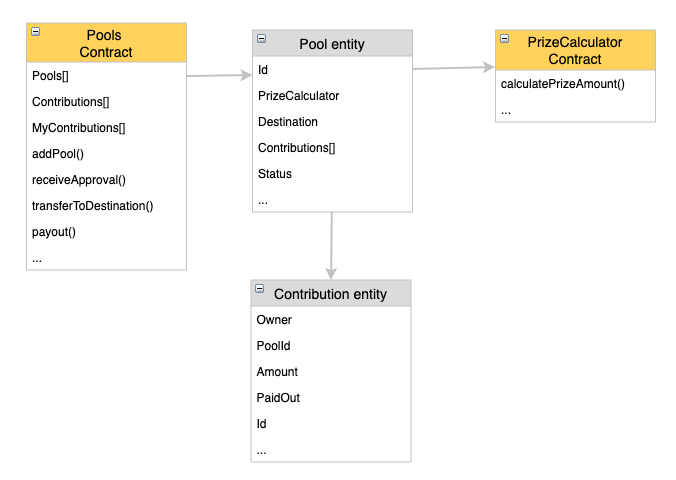 Pools
Contract
Pools[]
Contributions[]
MyContributions[]
addPool()
receiveApproval()
transferToDestination()
payout()
...
Pool entity
Id
PrizeCalculator
Destination
Contributions[]
Status
...
PrizeCalculator
Contract
calculatePrizeAmount()
...
Contribution entity
Owner
PoolId
Amount
PaidOut
Id
...